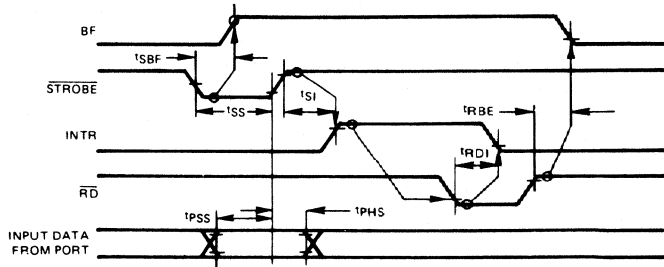 BF
tSBF
STROBE
tSS
tSI
tRBE
INTR
tRDI
RD
tPSS
tPHS
INPUT DATA
FROM PORT